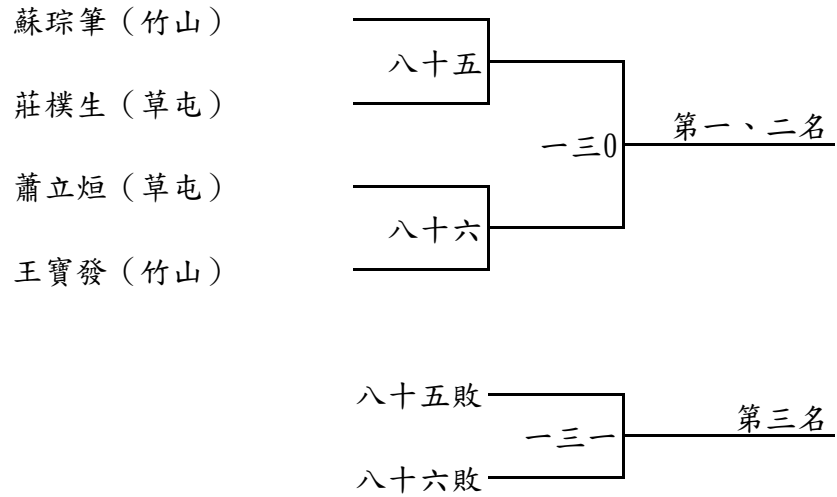 蘇琮筆（竹山）
八十五
莊樸生（草屯）
第一、二名
一三0
蕭立烜（草屯）
八十六
王寶發（竹山）
八十五敗
第三名
一三一
八十六敗